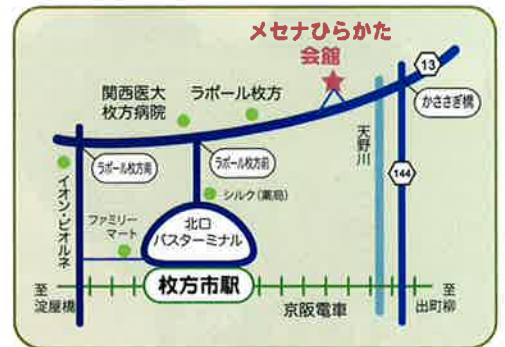 メセナひらかた
会館
13
関西医大
枚方病院
ラポール枚方
かささぎ橋
天野川
ラポール枚方南
ラポール枚方前
144
イオン・ビオルネ
シルク(薬局)
ファミリー
マート
北口
バスターミナル
枚方市駅
至
淀屋橋
京阪電車
至
出町柳